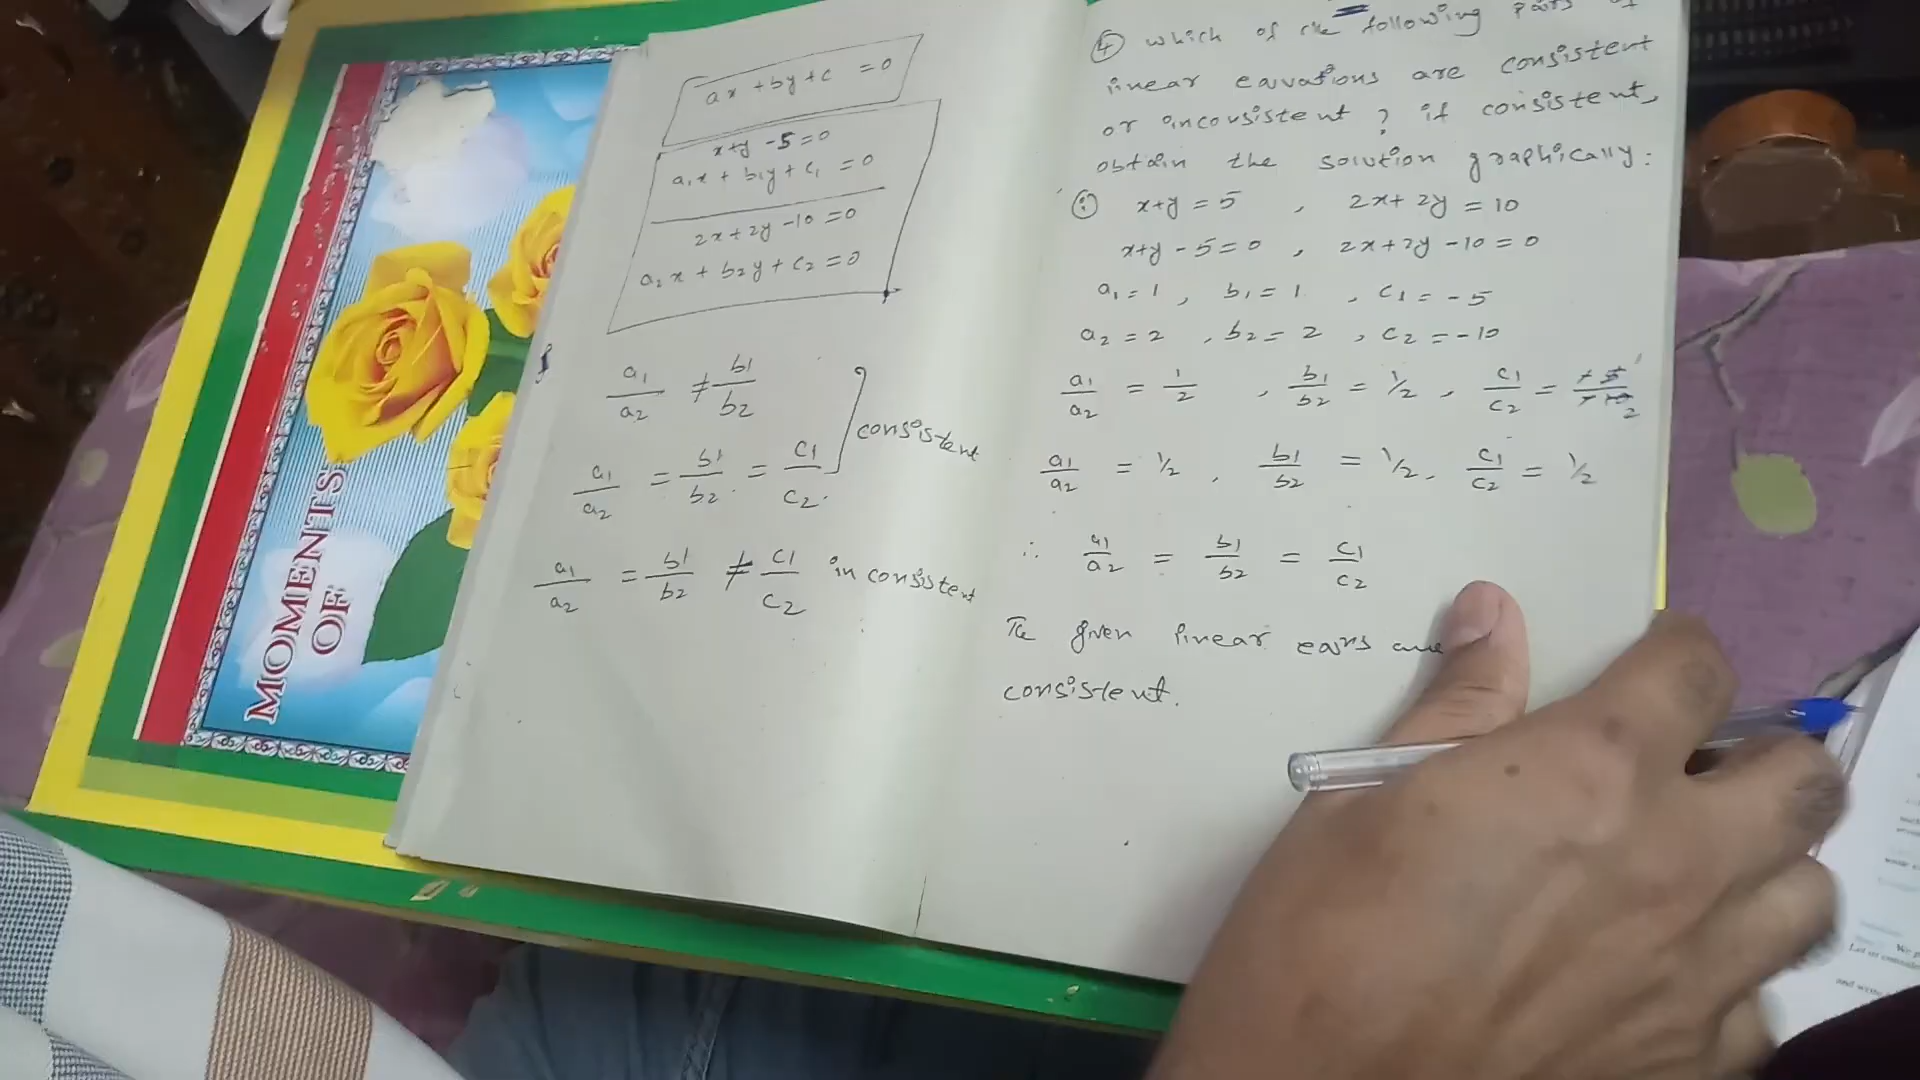 MOMENTS
OF
ax + by + c = 0
x+y - 5 = 0
a₁x + b₁y + c₁ = 0
2x + 2y - 10 = 0
a₂x + b₂y + c₂ = 0
a₁/a₂ ≠ b₁/b₂
a₁/a₂ = b₁/b₂ = c₁/c₂. consistent
a₁/a₂ = b₁/b₂ ≠ c₁/c₂ in consistent
④ which of the following pairs of
linear equations are consistent
or inconsistent ? if consistent,
obtain the solution graphically:
① x+y = 5 , 2x+ 2y = 10
x+y - 5 = 0 , 2x + 2y - 10 = 0
a₁ = 1 , b₁ = 1 , c₁ = - 5
a₂ = 2 , b₂ = 2 , c₂ = -10
a₁/a₂ = 1/2 , b₁/b₂ = 1/2 , c₁/c₂ =
a₁/a₂ = 1/2 , b₁/b₂ = 1/2 , c₁/c₂ = 1/2
∴ a₁/a₂ = b₁/b₂ = c₁/c₂
The given linear eqns are
consistent.